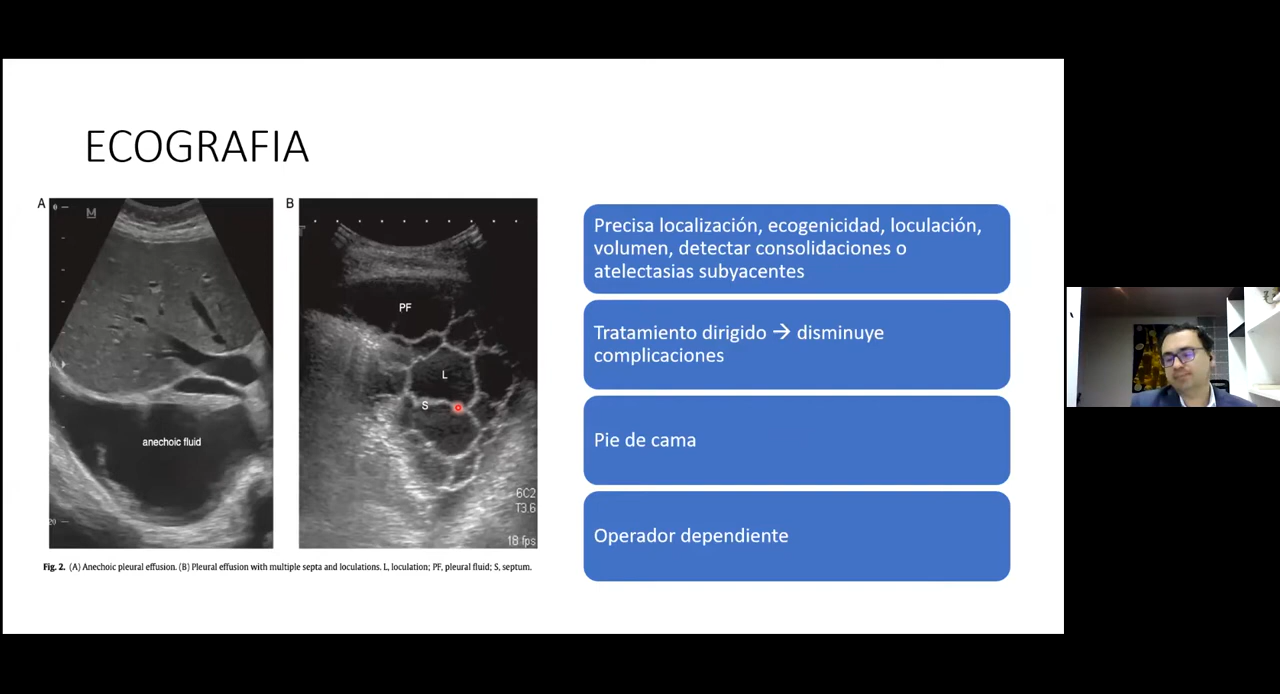 ECOGRAFIA
A
M
0
20
anechoic fluid
B
PF
L
S
6C2
T3.6
18 fps
Fig. 2. (A) Anechoic pleural effusion. (B) Pleural effusion with multiple septa and loculations. L, loculation; PF, pleural fluid; S, septum.
Precisa localización, ecogenicidad, loculación,
volumen, detectar consolidaciones o
atelectasias subyacentes
Tratamiento dirigido → disminuye
complicaciones
Pie de cama
Operador dependiente